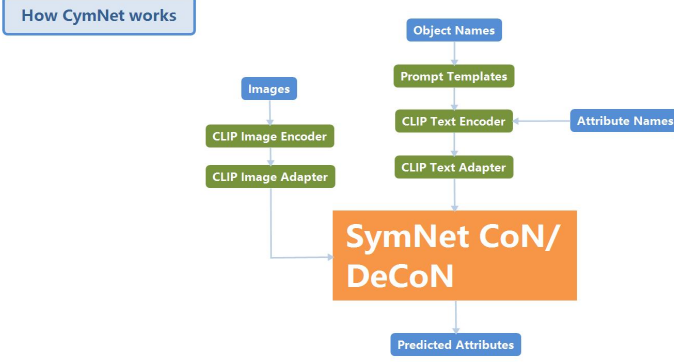 How CymNet works
Object Names
Prompt Templates
Images
CLIP Text Encoder
Attribute Names
CLIP Image Encoder
CLIP Text Adapter
CLIP Image Adapter
SymNet CoN/
DeCoN
Predicted Attributes